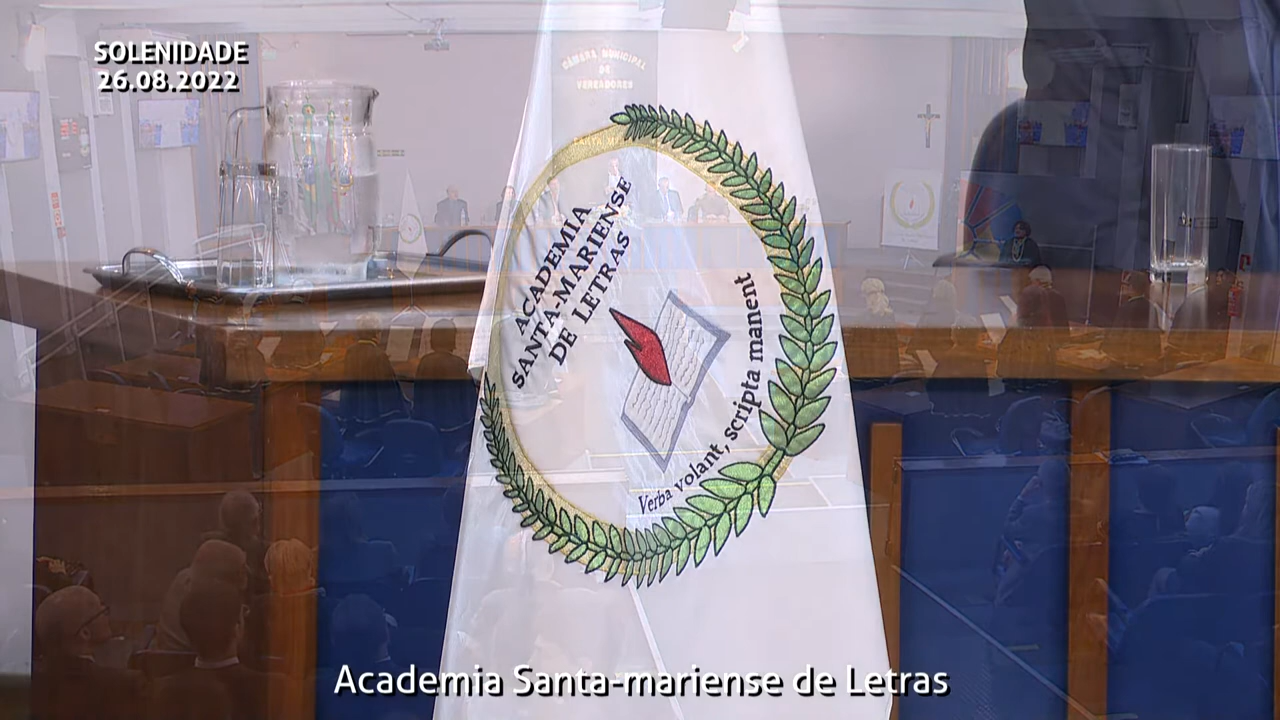 SOLENIDADE
26.08.2022
CÂMARA MUNICIPAL
DE
VEREADORES
ACADEMIA
SANTA-MARIENSE
DE LETRAS
Verba volant, scripta manent
Academia Santa-mariense de Letras